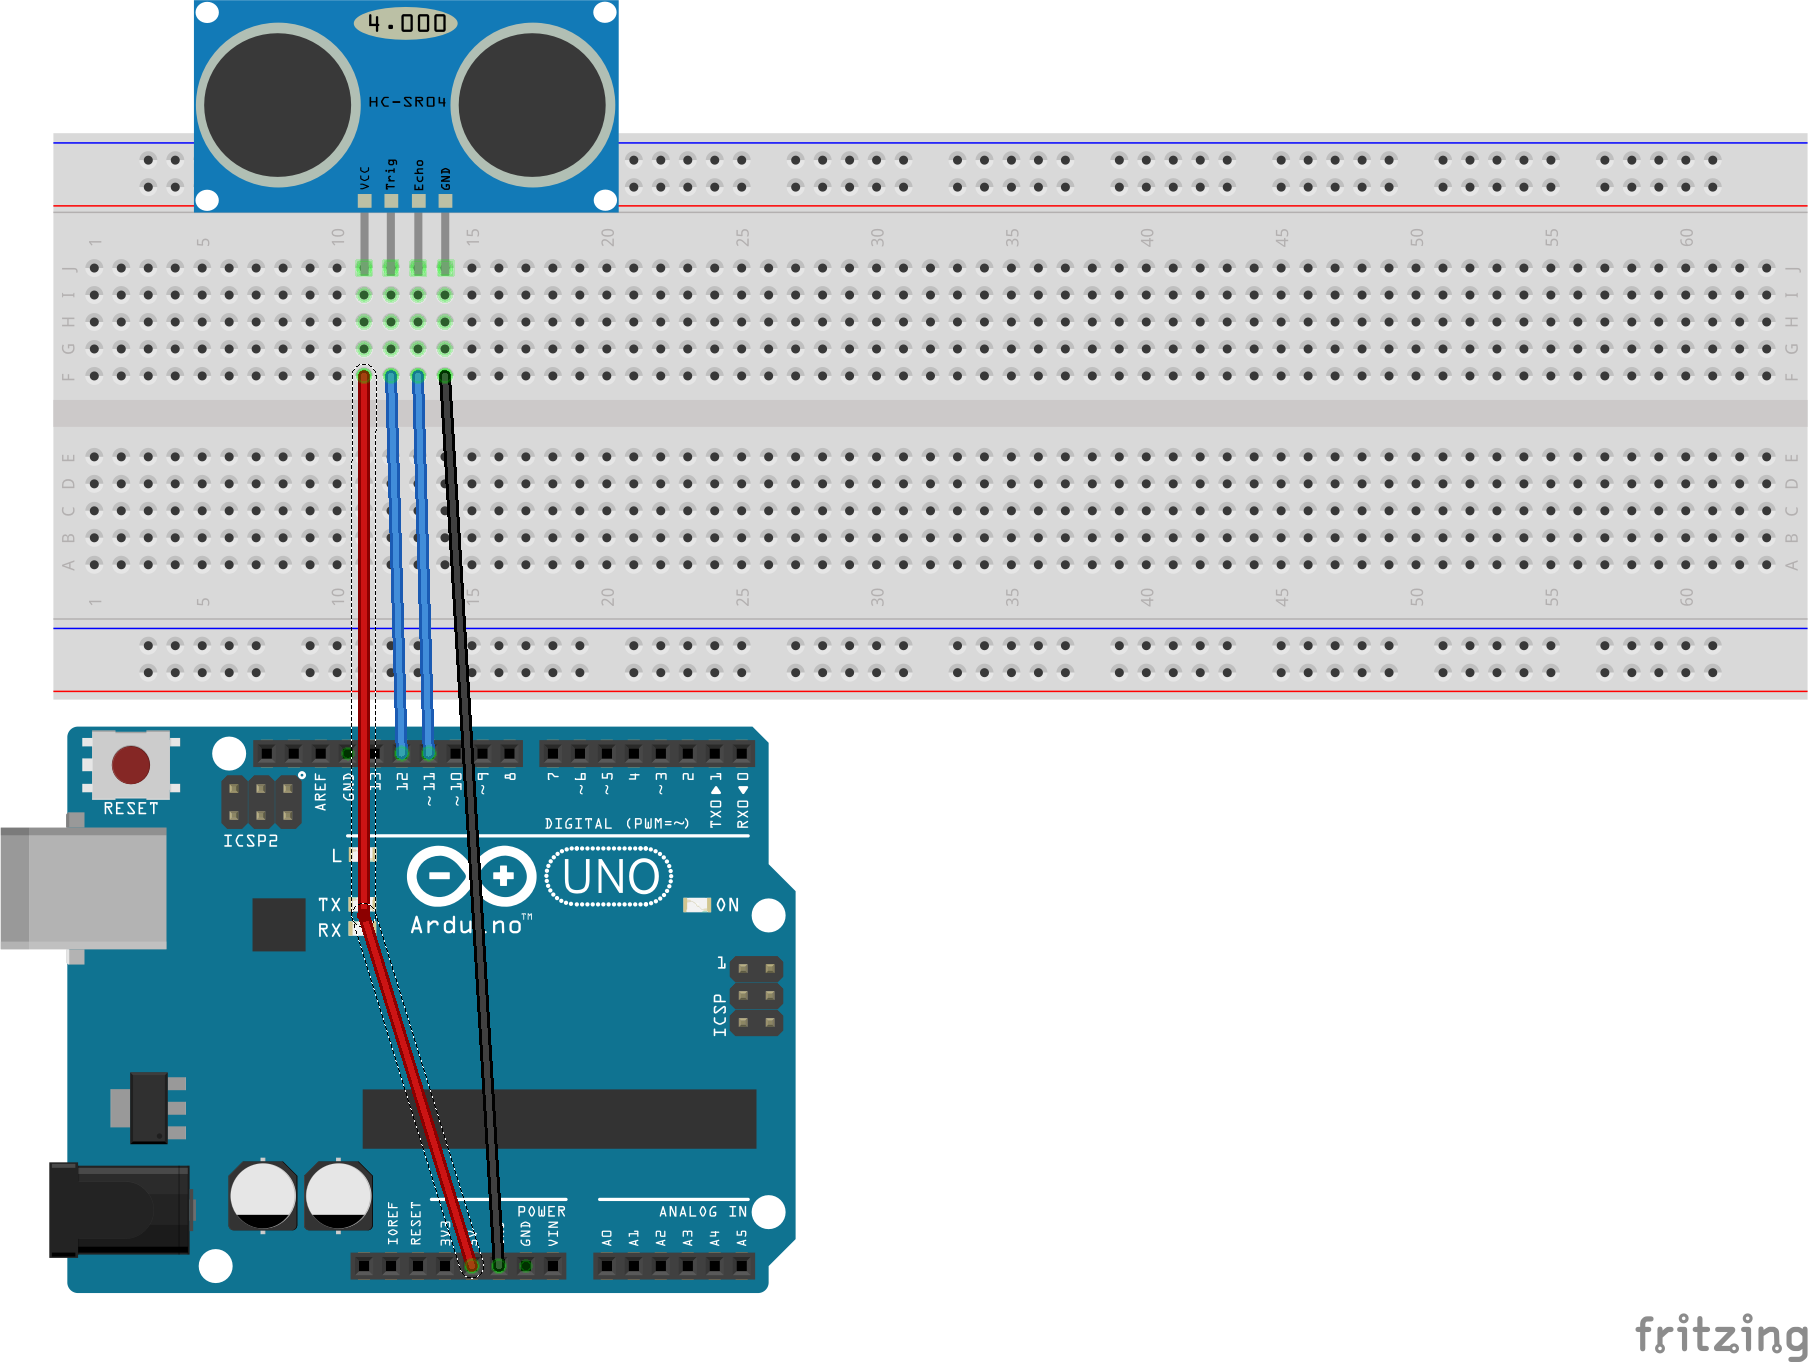 4.000
HC-SR04
VCC Trig Echo GND
1 5 10 15 20 25 30 35 40 45 50 55 60
J J
I I
H H
G G
F F
E E
D D
C C
B B
A A
1 5 10 15 20 25 30 35 40 45 50 55 60
RESET
ICSP2
AREF GND 13 12 ~11 ~10 ~9 8 7 ~6 ~5 4 ~3 2 TX0▶1 RX0◀0
DIGITAL (PWM=~)
L
TX
RX
UNO
Arduino™
ON
1
ICSP
POWER
ANALOG IN
IOREF RESET 3V3 GND VIN A0 A1 A2 A3 A4 A5
fritzing